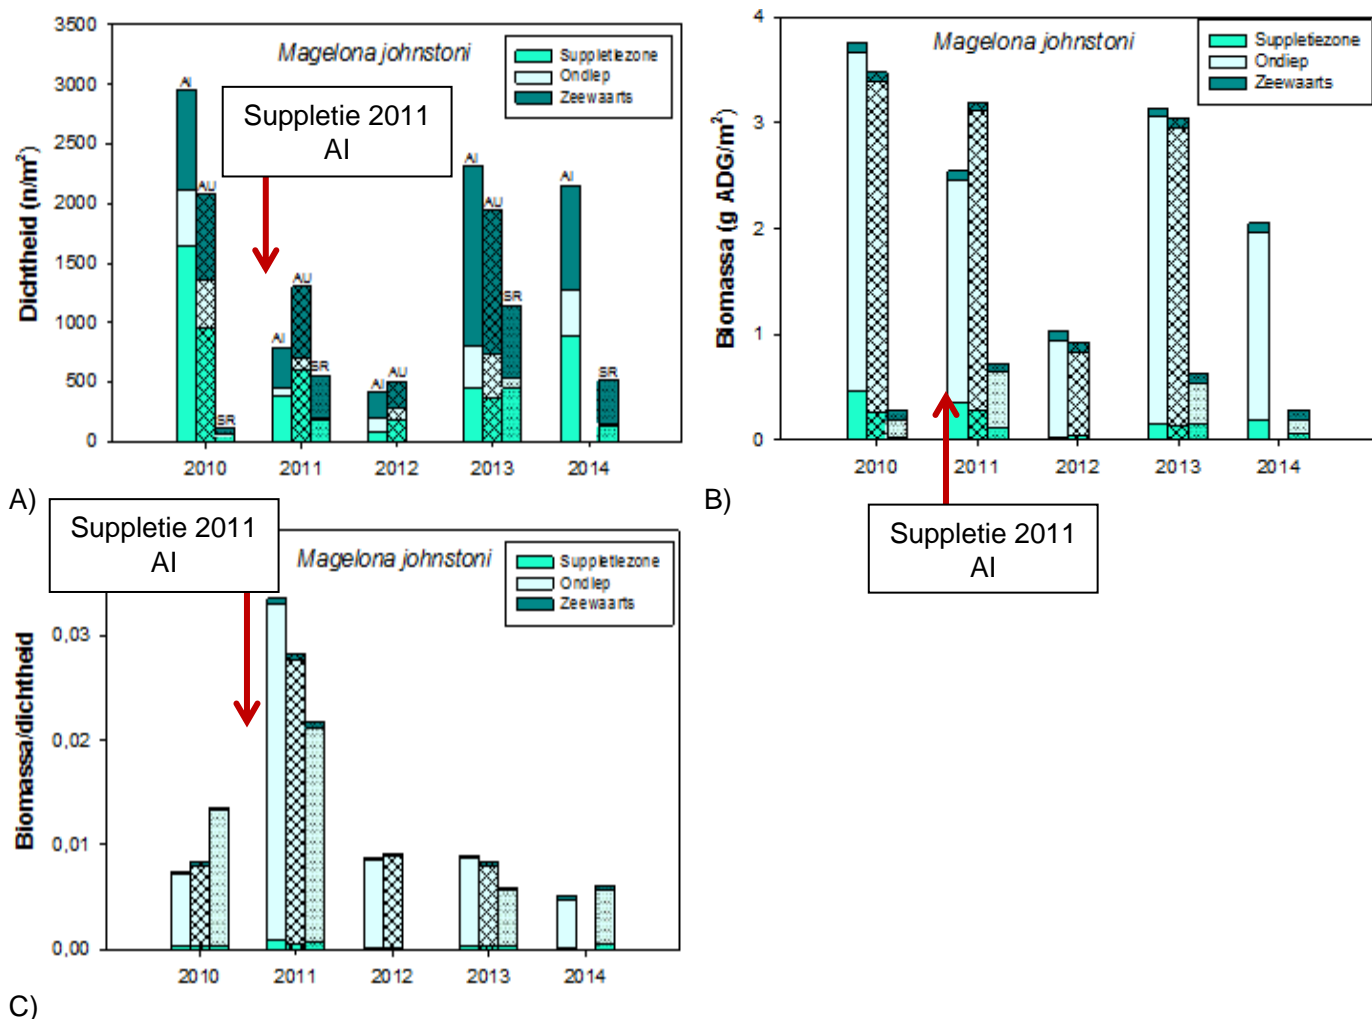 Magelona johnstoni
Suppletiezone
Ondiep
Zeewaarts
Suppletie 2011
AI
Dichtheid (n/m²)
3500
3000
2500
2000
1500
1000
500
0
AI
AU
SR
AI
AU
SR
AI
AU
AI
AU
SR
AI
SR
2010
2011
2012
2013
2014
A)
Magelona johnstoni
Suppletiezone
Ondiep
Zeewaarts
Biomassa (g ADG/m²)
4
3
2
1
0
2010
2011
2012
2013
2014
B)
Suppletie 2011
AI
Suppletie 2011
AI
Magelona johnstoni
Suppletiezone
Ondiep
Zeewaarts
Biomassa/dichtheid
0,03
0,02
0,01
0,00
2010
2011
2012
2013
2014
C)